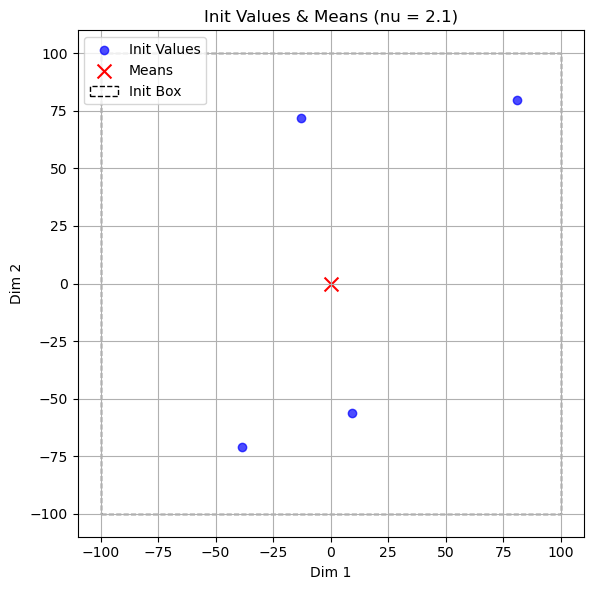 Init Values & Means (nu = 2.1)
Init Values
Means
Init Box
100
75
50
25
0
−25
−50
−75
−100
Dim 2
−100 −75 −50 −25 0 25 50 75 100
Dim 1